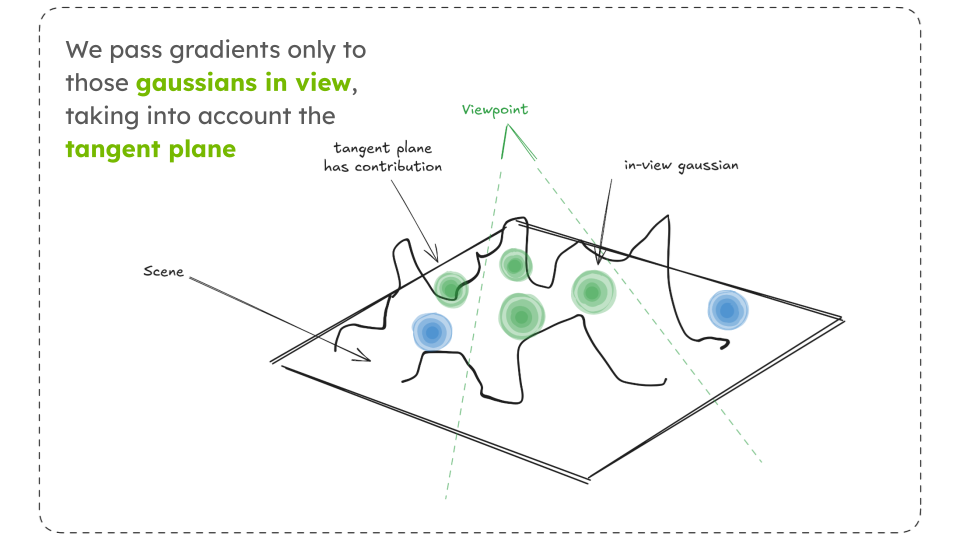 We pass gradients only to
those gaussians in view,
taking into account the
tangent plane
Viewpoint
tangent plane
has contribution
in-view gaussian
Scene